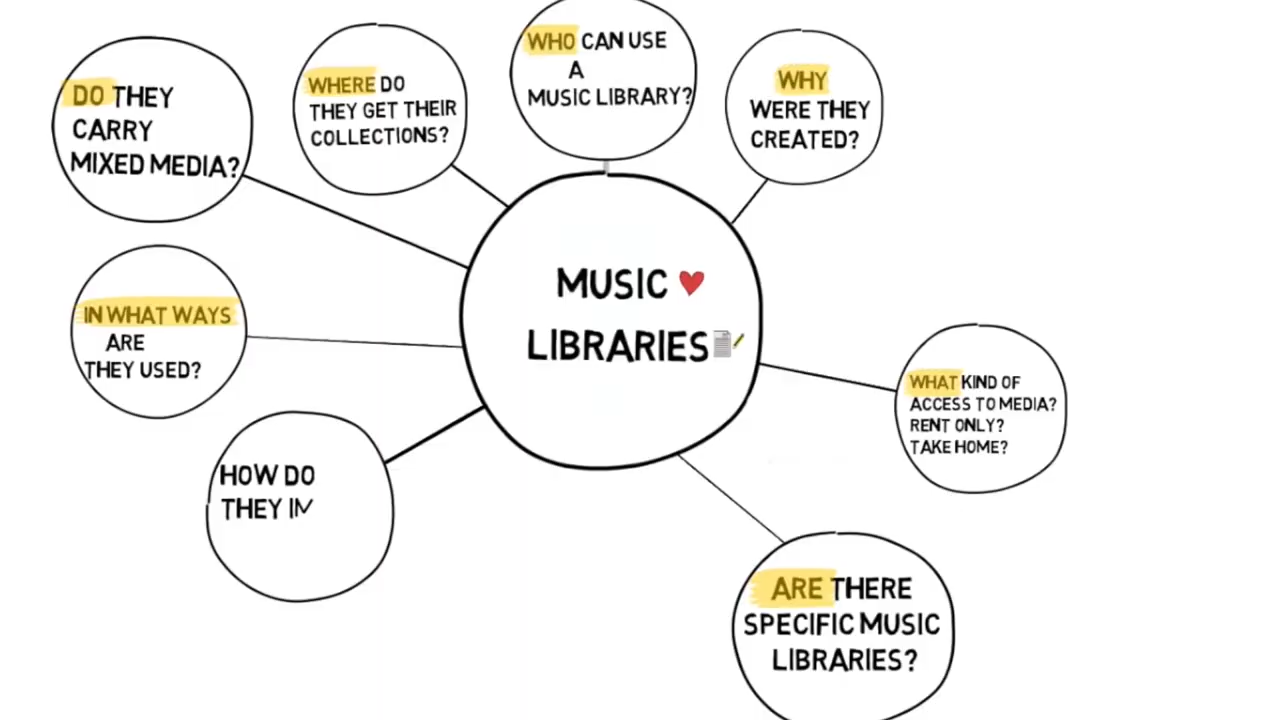 WHO CAN USE
A
MUSIC LIBRARY?
WHY
WERE THEY
CREATED?
WHERE DO
THEY GET THEIR
COLLECTIONS?
DO THEY
CARRY
MIXED MEDIA?
MUSIC
LIBRARIES
IN WHAT WAYS
ARE
THEY USED?
WHAT KIND OF
ACCESS TO MEDIA?
RENT ONLY?
TAKE HOME?
HOW DO
THEY
ARE THERE
SPECIFIC MUSIC
LIBRARIES?